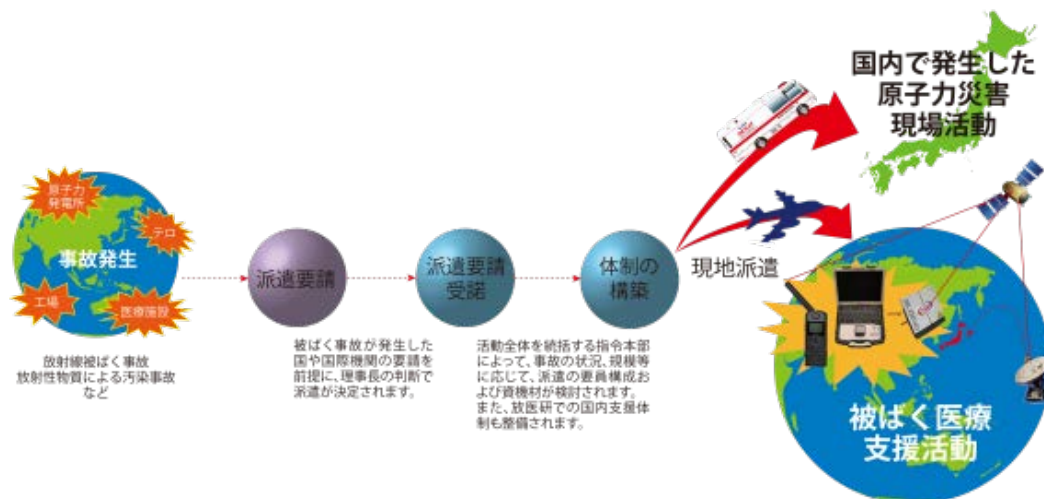 原子力
発電所
テロ
事故発生
工場
医療施設
放射線被ばく事故
放射性物質による汚染事故
など
派遣要請
被ばく事故が発生した
国や国際機関の要請を
前提に、理事長の判断で
派遣が決定されます。
派遣要請
受諾
体制の
構築
活動全体を統括する指令本部
によって、事故の状況、規模等
に応じて、派遣の要員構成お
よび資機材が検討されます。
また、放医研での国内支援体
制も整備されます。
現地派遣
国内で発生した
原子力災害
現場活動
被ばく医療
支援活動